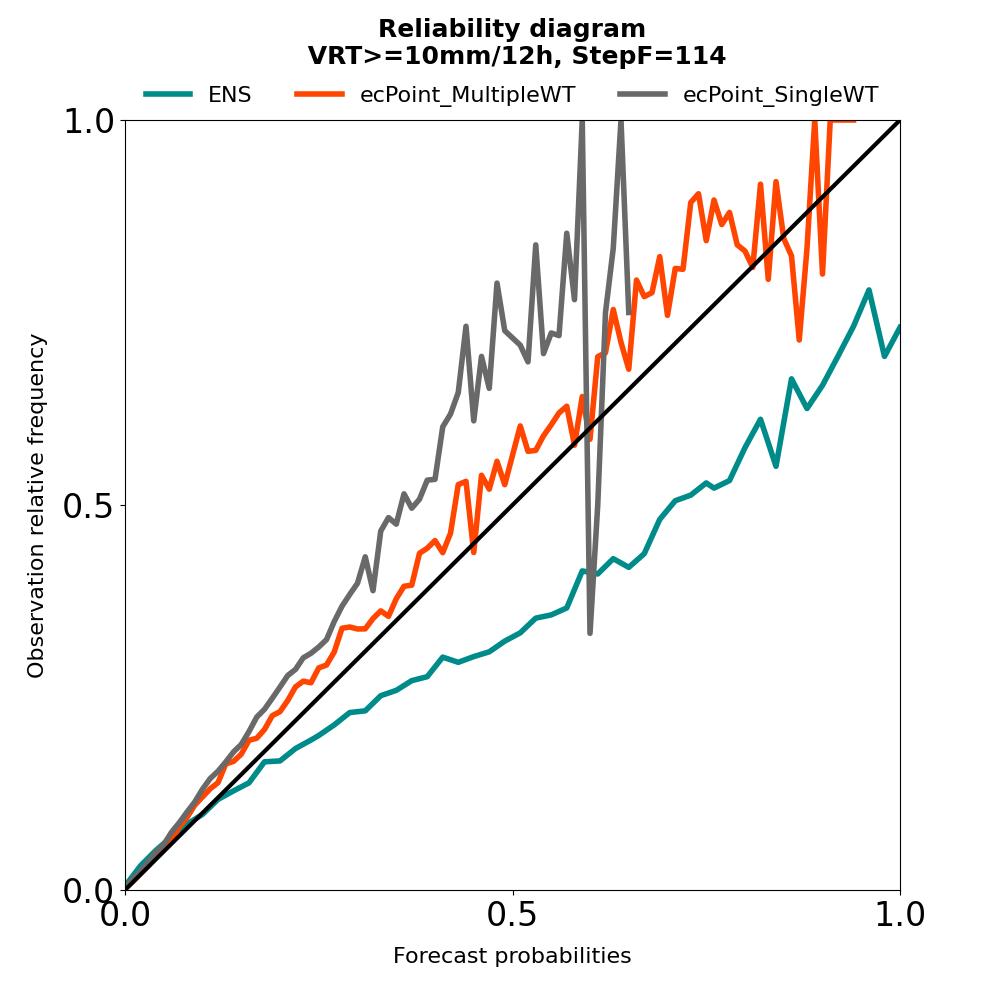 Reliability diagram
VRT>=10mm/12h, StepF=114
ENS ecPoint_MultipleWT ecPoint_SingleWT
1.0
0.5
0.0
Observation relative frequency
0.0 0.5 1.0
Forecast probabilities